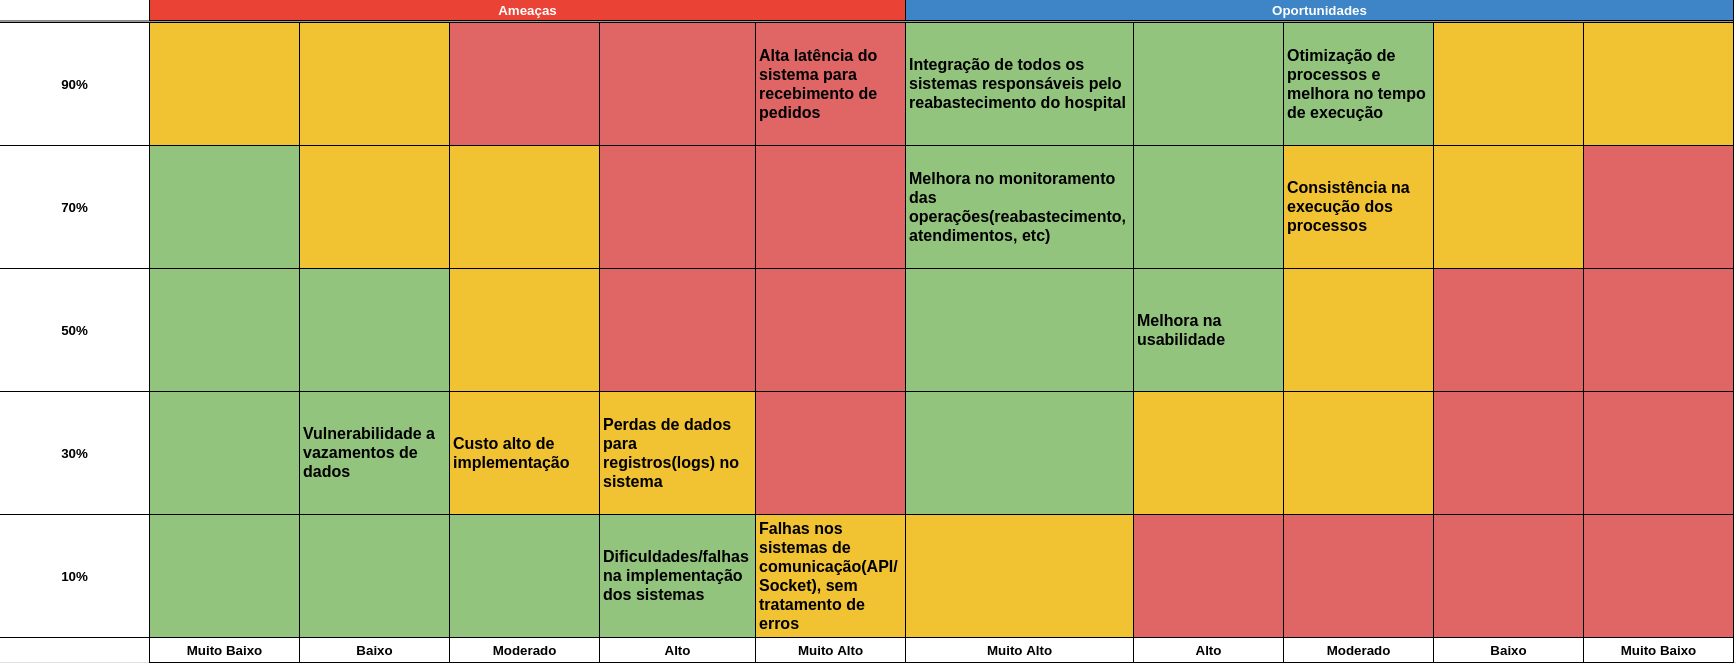 Ameaças
Oportunidades
90%
Alta latência do
sistema para
recebimento de
pedidos
Integração de todos os
sistemas responsáveis pelo
reabastecimento do hospital
Otimização de
processos e
melhora no tempo
de execução
70%
Melhora no monitoramento
das
operações(reabastecimento,
atendimentos, etc)
Consistência na
execução dos
processos
50%
Melhora na
usabilidade
30%
Vulnerabilidade a
vazamentos de
dados
Custo alto de
implementação
Perdas de dados
para
registros(logs) no
sistema
10%
Dificuldades/falhas
na implementação
dos sistemas
Falhas nos
sistemas de
comunicação(API/
Socket), sem
tratamento de
erros
Muito Baixo
Baixo
Moderado
Alto
Muito Alto
Muito Alto
Alto
Moderado
Baixo
Muito Baixo